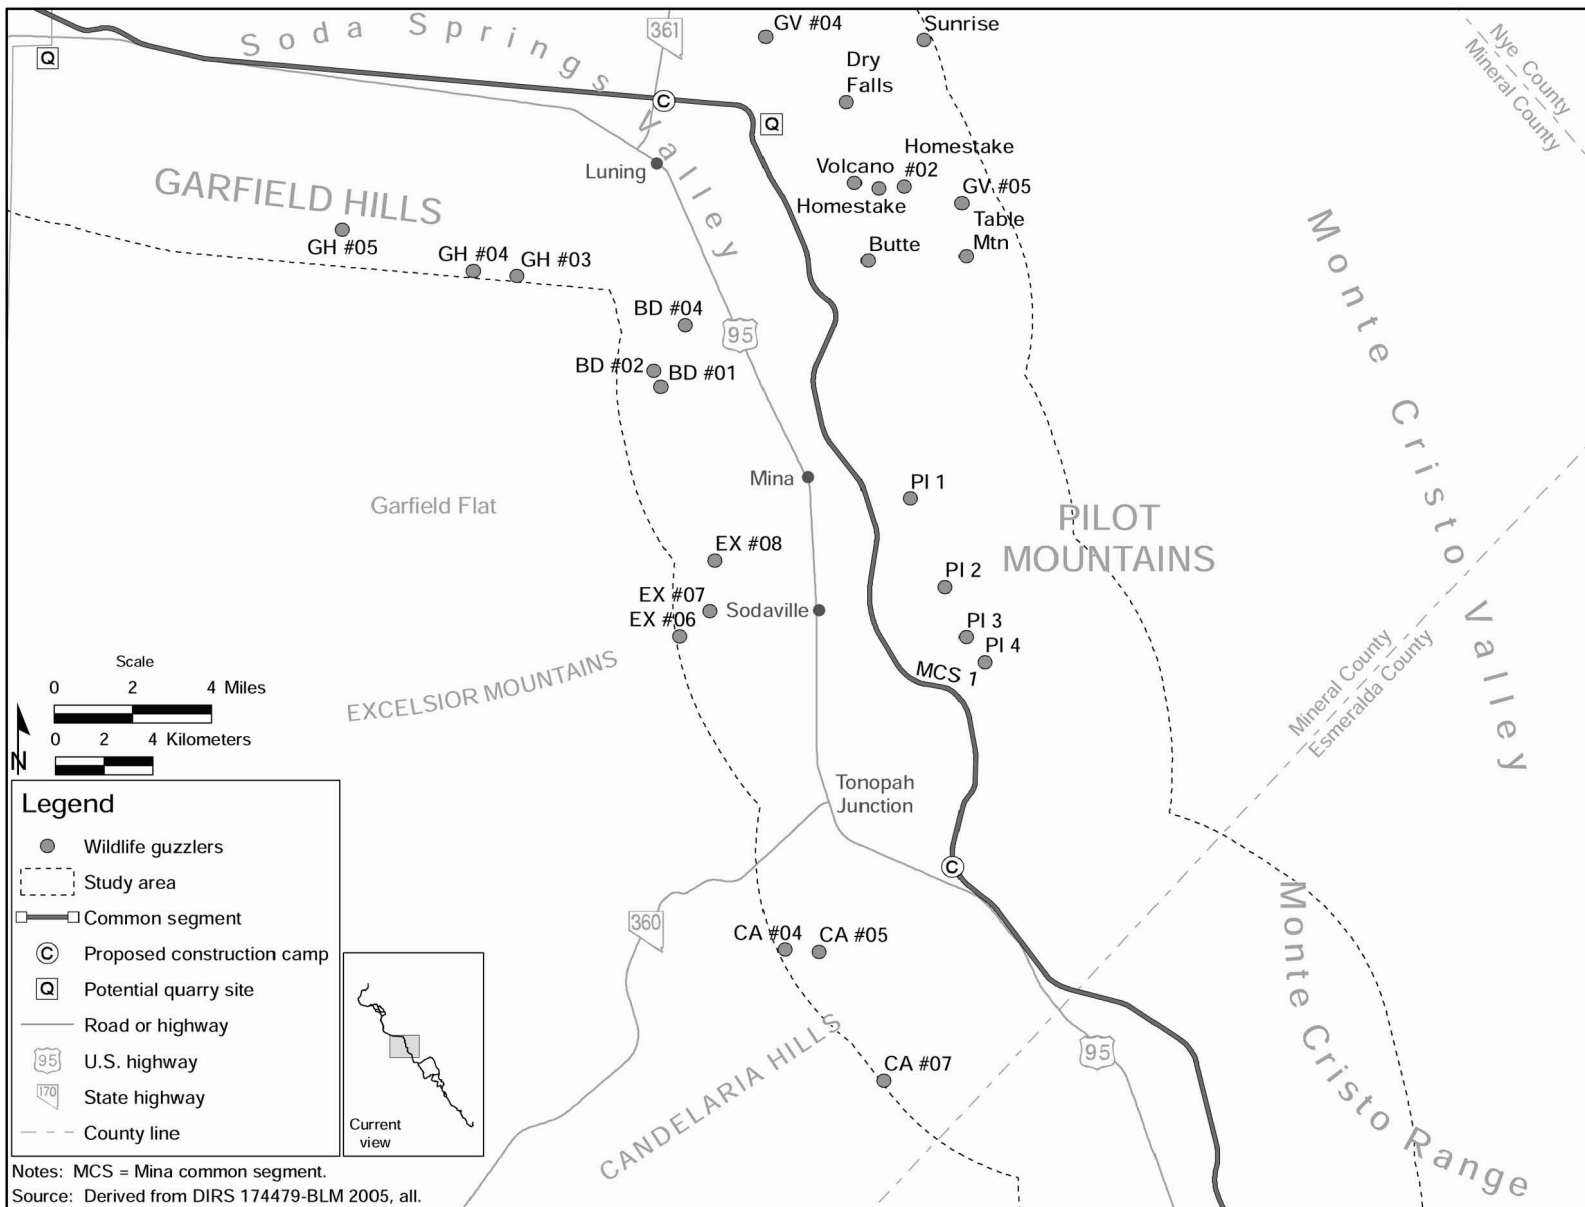 Soda Springs Valley
361
GV #04
Sunrise
Nye County
Mineral County
Q
Dry
Falls
C
Q
Homestake
#02
Luning
Volcano
GARFIELD HILLS
Homestake
GV #05
Table
Mtn
Butte
GH #05
GH #04
GH #03
Monte Cristo Valley
BD #04
95
BD #02
BD #01
Mina
PI 1
Garfield Flat
PILOT
MOUNTAINS
EX #08
PI 2
EX #07
EX #06
Sodaville
PI 3
PI 4
MCS 1
EXCELSIOR MOUNTAINS
Mineral County
Esmeralda County
Scale
0 2 4 Miles
0 2 4 Kilometers
N
Tonopah
Junction
C
360
CA #04
CA #05
Monte Cristo Range
95
CA #07
CANDELARIA HILLS
Legend
Wildlife guzzlers
Study area
Common segment
C Proposed construction camp
Q Potential quarry site
Road or highway
95 U.S. highway
170 State highway
County line
Current
view
Notes: MCS = Mina common segment.
Source: Derived from DIRS 174479-BLM 2005, all.